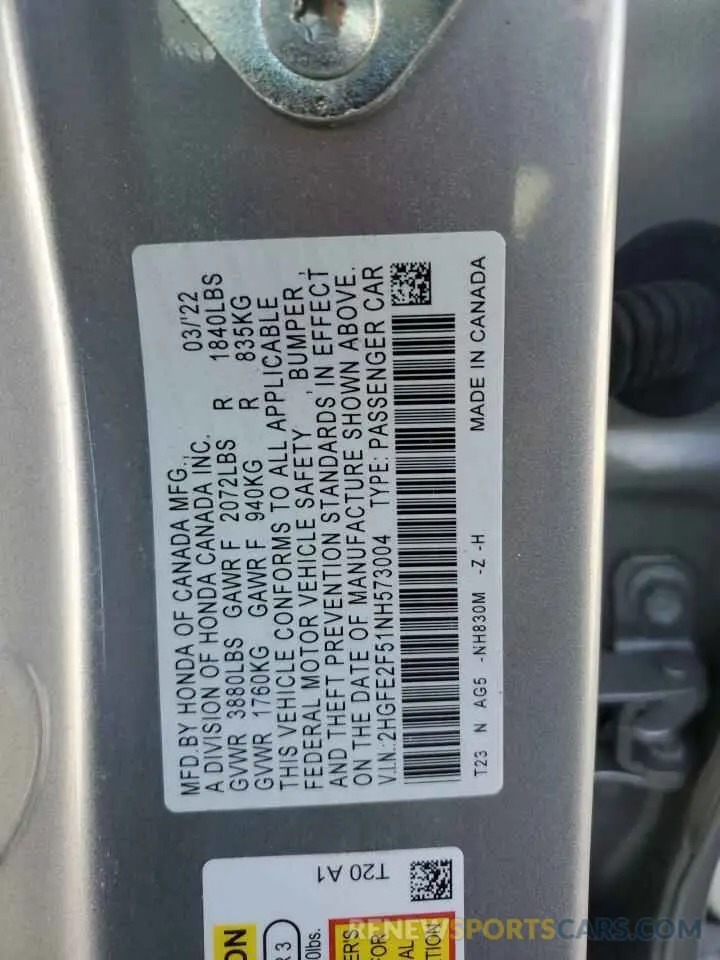 MFD.BY HONDA OF CANADA MFG., 03/'22
A DIVISION OF HONDA CANADA INC.
GVWR 3880LBS GAWR F 2072LBS R 1840LBS
GVWR 1760KG GAWR F 940KG R 835KG
THIS VEHICLE CONFORMS TO ALL APPLICABLE
FEDERAL MOTOR VEHICLE SAFETY , BUMPER ,
AND THEFT PREVENTION STANDARDS IN EFFECT
ON THE DATE OF MANUFACTURE SHOWN ABOVE.
V.I.N.:2HGFE2F51NH573004 TYPE: PASSENGER CAR
T23 N AG5 -NH830M -Z -H MADE IN CANADA
T20 A1
RENEWSPORTSCARS.COM